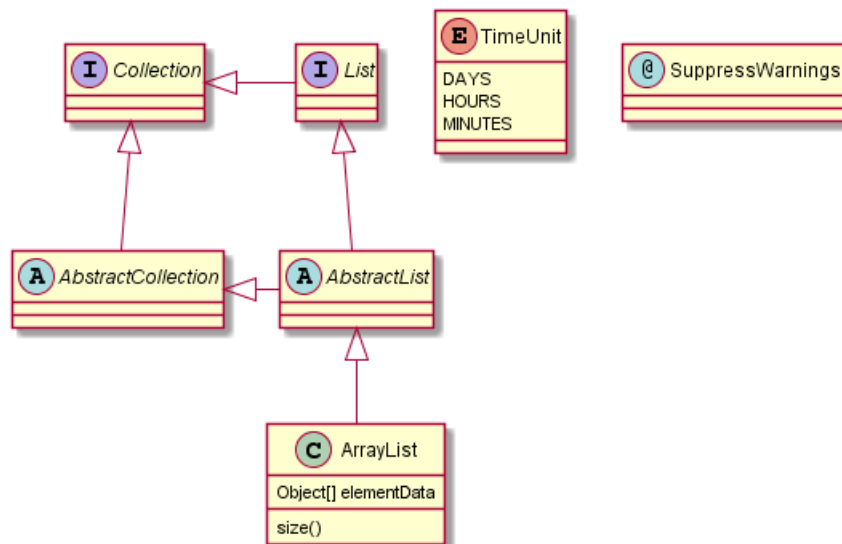 I Collection
I List
E TimeUnit
DAYS
HOURS
MINUTES
@ SuppressWarnings
A AbstractCollection
A AbstractList
C ArrayList
Object[] elementData
size()